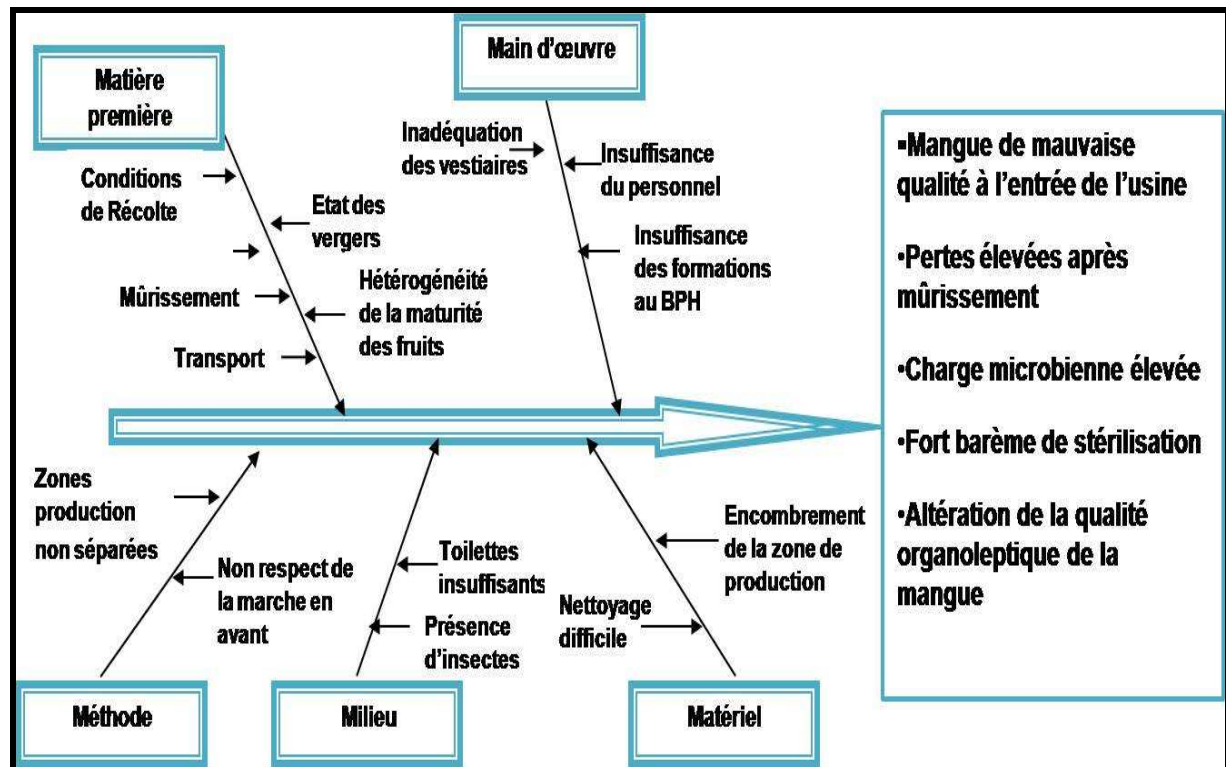 Matière
première
Main d’œuvre
Conditions
de Récolte
Etat des
vergers
Mûrissement
Hétérogénéité
de la maturité
des fruits
Transport
Inadéquation
des vestiaires
Insuffisance
du personnel
Insuffisance
des formations
au BPH
▪Mangue de mauvaise
qualité à l’entrée de l’usine
•Pertes élevées après
mûrissement
•Charge microbienne élevée
•Fort barème de stérilisation
•Altération de la qualité
organoleptique de la
mangue
Zones
production
non séparées
Non respect de
la marche en
avant
Toilettes
insuffisants
Présence
d’insectes
Encombrement
de la zone de
production
Nettoyage
difficile
Méthode
Milieu
Matériel